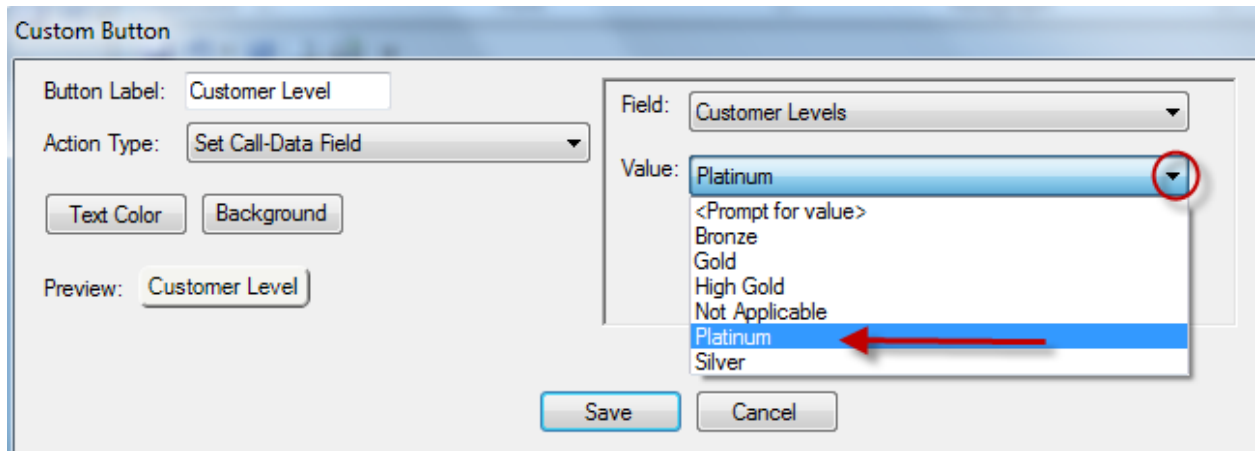 Custom Button
Button Label: Customer Level
Action Type: Set Call-Data Field
Text Color Background
Preview: Customer Level
Field: Customer Levels
Value: Platinum
<Prompt for value>
Bronze
Gold
High Gold
Not Applicable
Platinum
Silver
Save Cancel